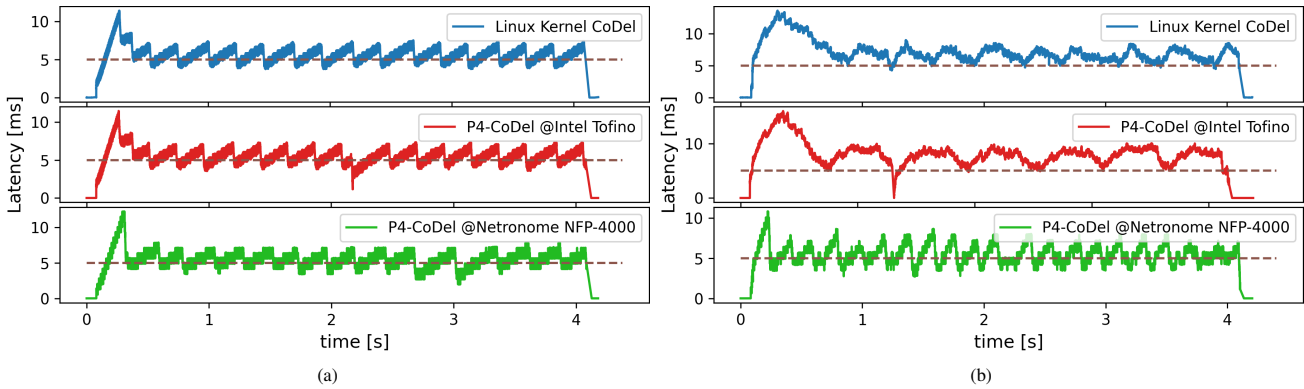 Latency [ms]
10
5
0
Linux Kernel CoDel
10
5
0
P4-CoDel @Intel Tofino
10
5
0
P4-CoDel @Netronome NFP-4000
0
1
2
3
4
time [s]
(a)
Latency [ms]
10
5
0
Linux Kernel CoDel
10
0
P4-CoDel @Intel Tofino
10
5
0
P4-CoDel @Netronome NFP-4000
0
1
2
3
4
time [s]
(b)